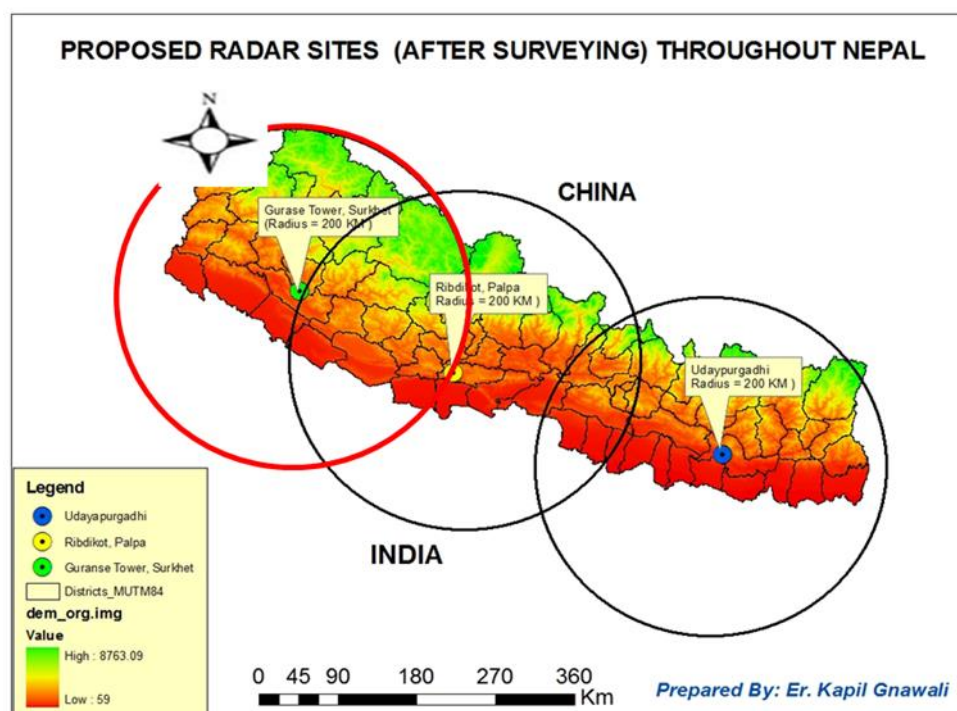 PROPOSED RADAR SITES (AFTER SURVEYING) THROUGHOUT NEPAL
N
CHINA
Gurase Tower, Surkhet
(Radius = 200 KM )
Ribdikot, Palpa
Radius = 200 KM )
Udaypurgadhi
Radius = 200 KM )
INDIA
Legend
Udayapurgadhi
Ribdikot, Palpa
Guranse Tower, Surkhet
Districts_MUTM84
dem_org.img
Value
High : 8763.09
Low : 59
0 45 90 180 270 360
Km
Prepared By: Er. Kapil Gnawali